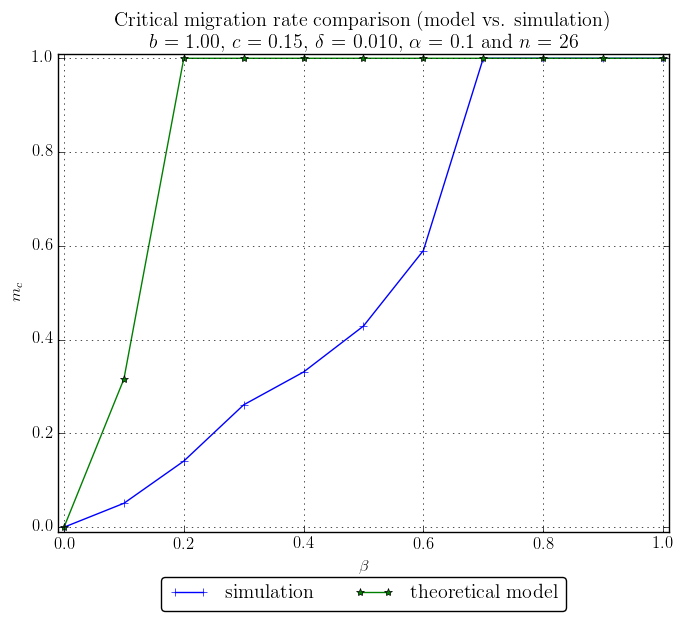 Critical migration rate comparison (model vs. simulation)
b = 1.00, c = 0.15, δ = 0.010, α = 0.1 and n = 26
1.0
0.8
0.6
m_c
0.4
0.2
0.0
0.0 0.2 0.4 0.6 0.8 1.0
β
simulation theoretical model